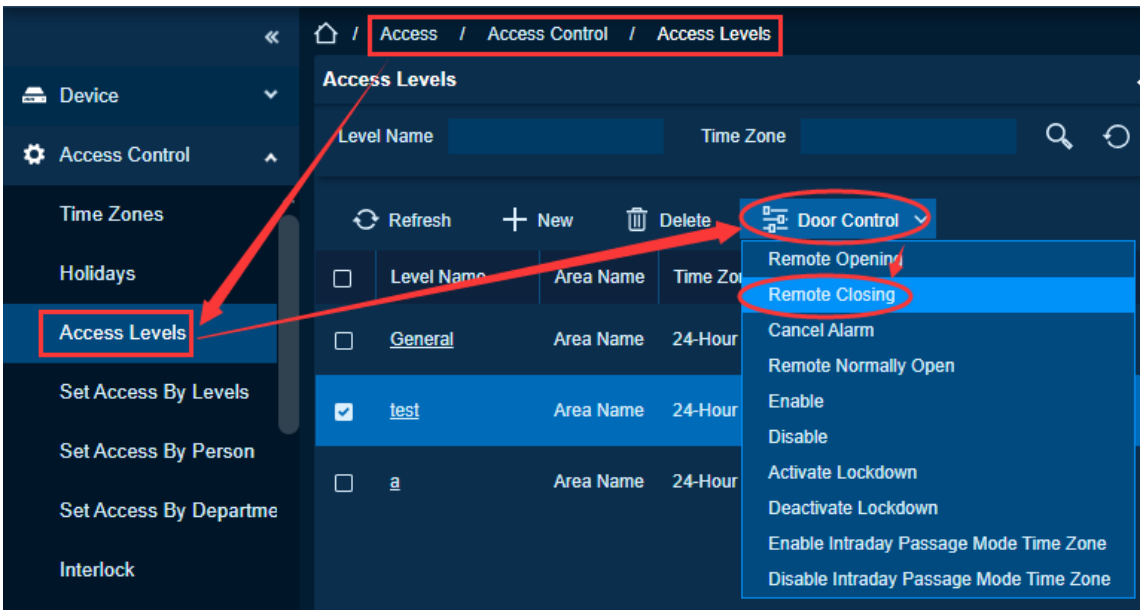 / Access / Access Control / Access Levels
Device
Access Control
Time Zones
Holidays
Access Levels
Set Access By Levels
Set Access By Person
Set Access By Departme
Interlock
Access Levels
Level Name
Time Zone
Refresh
New
Delete
Door Control
Level Name Area Name Time Zo
General Area Name 24-Hour
test Area Name 24-Hour
a Area Name 24-Hour
Remote Opening
Remote Closing
Cancel Alarm
Remote Normally Open
Enable
Disable
Activate Lockdown
Deactivate Lockdown
Enable Intraday Passage Mode Time Zone
Disable Intraday Passage Mode Time Zone